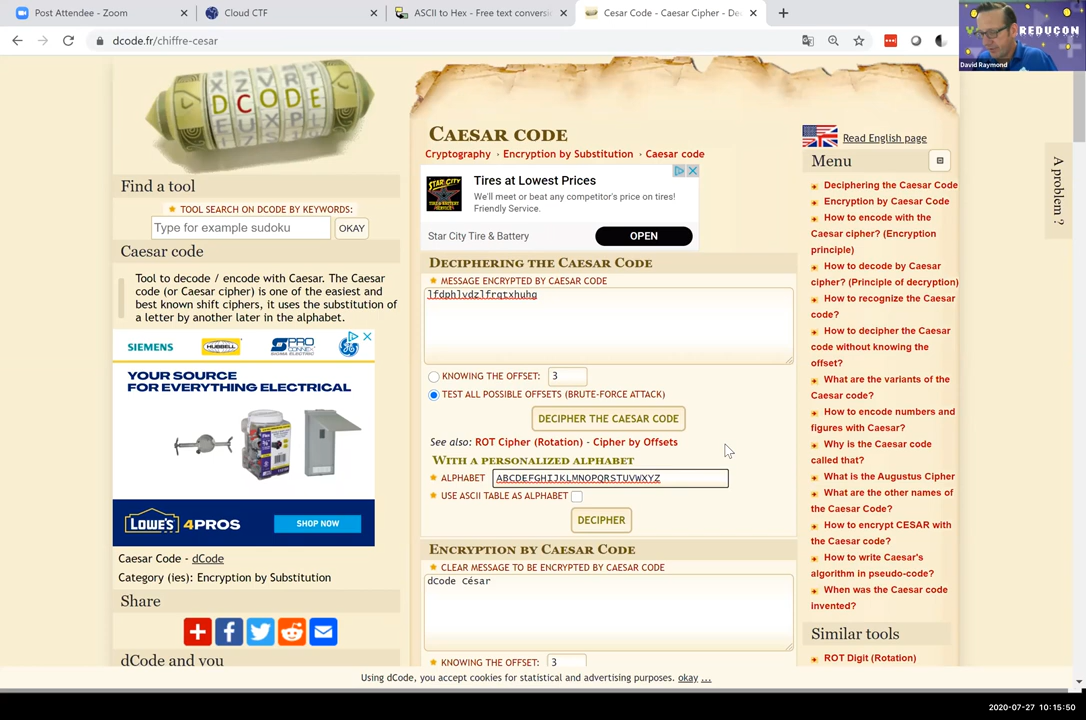 Post Attendee - Zoom
Cloud CTF
ASCII to Hex - Free text conversi
Cesar Code - Caesar Cipher - De
dcode.fr/chiffre-cesar
REDUCON
David Raymond
DCODE
Find a tool
TOOL SEARCH ON DCODE BY KEYWORDS:
Type for example sudoku
OKAY
Caesar code
Tool to decode / encode with Caesar. The Caesar
code (or Caesar cipher) is one of the easiest and
best known shift ciphers, it uses the substitution of
a letter by another later in the alphabet.
SIEMENS
HUBBELL
SPD
PRO
CONNEX
YOUR SOURCE
FOR EVERYTHING ELECTRICAL
LOWE'S
4PROS
SHOP NOW
Caesar Code - dCode
Category (ies): Encryption by Substitution
Share
dCode and you
CAESAR CODE
Cryptography › Encryption by Substitution › Caesar code
STAR CITY
Tires at Lowest Prices
We'll meet or beat any competitor's price on tires!
Friendly Service.
Star City Tire & Battery
OPEN
DECIPHERING THE CAESAR CODE
MESSAGE ENCRYPTED BY CAESAR CODE
lfdphlvdzlfrqtxhuhg
KNOWING THE OFFSET:
3
TEST ALL POSSIBLE OFFSETS (BRUTE-FORCE ATTACK)
DECIPHER THE CAESAR CODE
See also: ROT Cipher (Rotation) - Cipher by Offsets
WITH A PERSONALIZED ALPHABET
ALPHABET
ABCDEFGHIJKLMNOPQRSTUVWXYZ
USE ASCII TABLE AS ALPHABET
DECIPHER
ENCRYPTION BY CAESAR CODE
CLEAR MESSAGE TO BE ENCRYPTED BY CAESAR CODE
dCode César
KNOWING THE OFFSET:
3
Read English page
Menu
Deciphering the Caesar Code
Encryption by Caesar Code
How to encode with the
Caesar cipher? (Encryption
principle)
How to decode by Caesar
cipher? (Principle of decryption)
How to recognize the Caesar
code?
How to decipher the Caesar
code without knowing the
offset?
What are the variants of the
Caesar code?
How to encode numbers and
figures with Caesar?
Why is the Caesar code
called that?
What is the Augustus Cipher
What are the other names of
the Caesar Code?
How to encrypt CESAR with
the Caesar code?
How to write Caesar's
algorithm in pseudo-code?
When was the Caesar code
invented?
Similar tools
ROT Digit (Rotation)
A problem ?
Using dCode, you accept cookies for statistical and advertising purposes. okay ...
2020-07-27 10:15:50